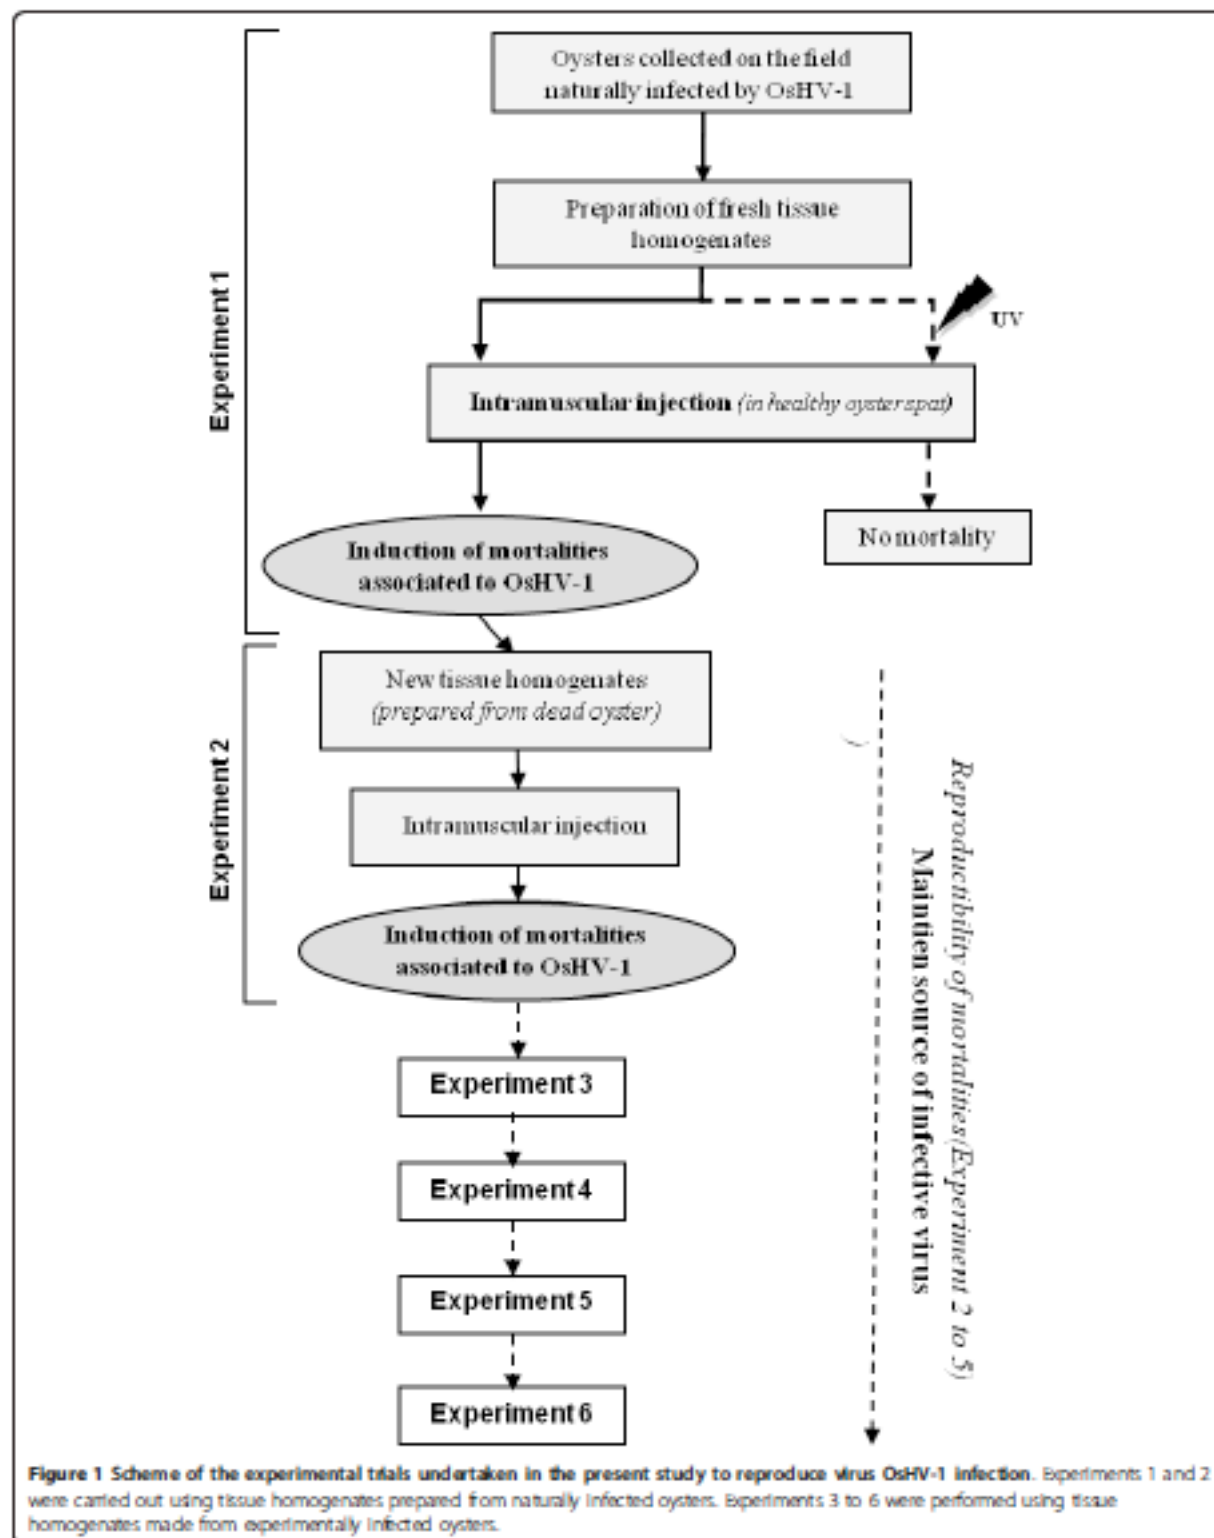 Experiment 1
Oysters collected on the field
naturally infected by OsHV-1
Preparation of fresh tissue
homogenates
UV
Intramuscular injection (in healthy oyster spat)
Induction of mortalities
associated to OsHV-1
No mortality
Experiment 2
New tissue homogenates
(prepared from dead oyster)
Intramuscular injection
Induction of mortalities
associated to OsHV-1
Experiment 3
Experiment 4
Experiment 5
Experiment 6
)
Reproductibility of mortalities (Experiment 2 to 5)
Maintien source of infective virus
Figure 1 Scheme of the experimental trials undertaken in the present study to reproduce virus OsHV-1 infection. Experiments 1 and 2
were carried out using tissue homogenates prepared from naturally infected oysters. Experiments 3 to 6 were performed using tissue
homogenates made from experimentally infected oysters.